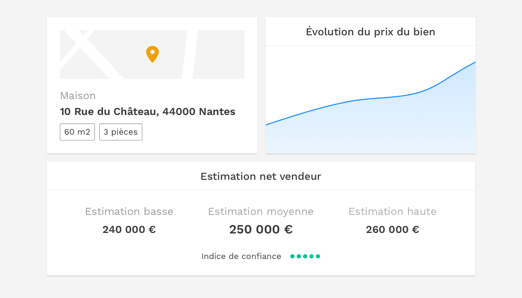 Maison
10 Rue du Château, 44000 Nantes
60 m2 3 pièces
Évolution du prix du bien
Estimation net vendeur
Estimation basse Estimation moyenne Estimation haute
240 000 € 250 000 € 260 000 €
Indice de confiance